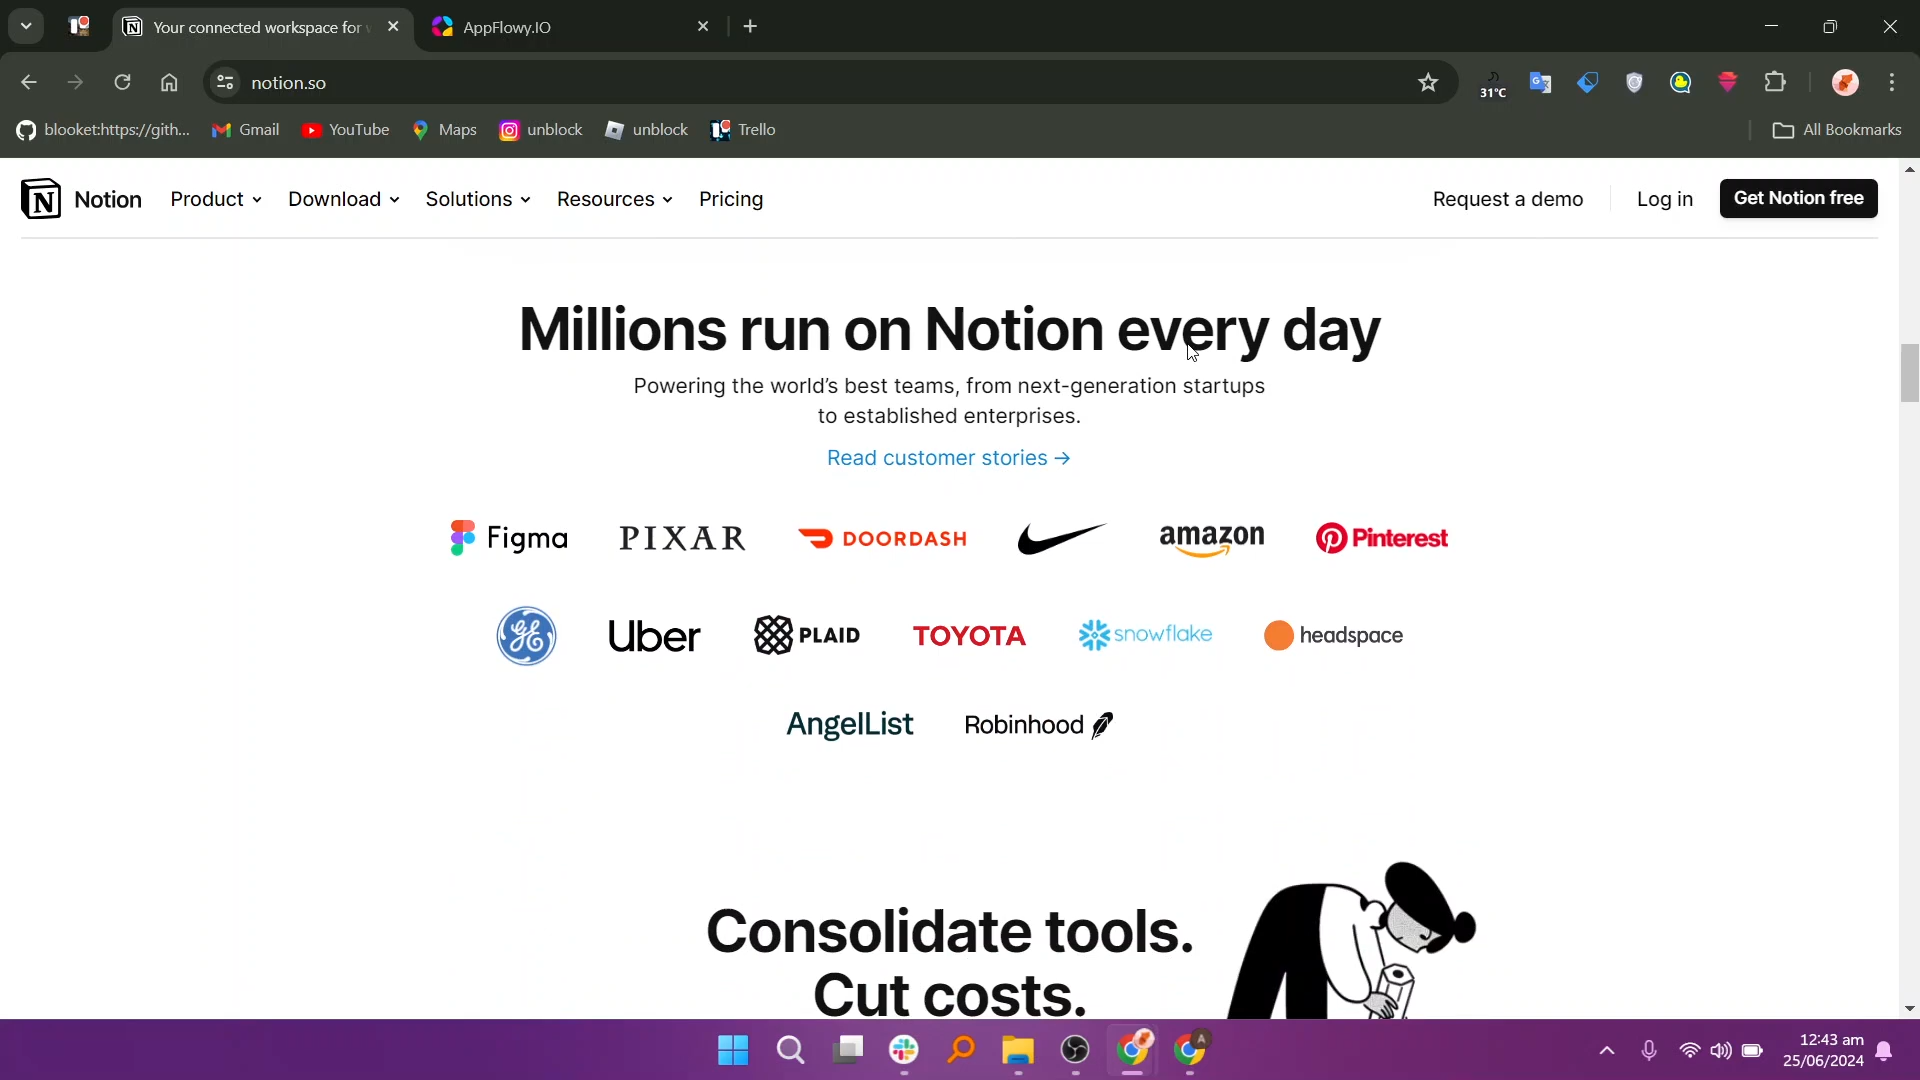 Your connected workspace for
AppFlowy.IO
notion.so
31°C
blooket:https://gith...
Gmail
YouTube
Maps
unblock
unblock
Trello
All Bookmarks
Notion
Product
Download
Solutions
Resources
Pricing
Request a demo
Log in
Get Notion free
Millions run on Notion every day
Powering the world's best teams, from next-generation startups
to established enterprises.
Read customer stories →
Figma
PIXAR
DOORDASH
amazon
Pinterest
GE
Uber
PLAID
TOYOTA
snowflake
headspace
AngelList
Robinhood
Consolidate tools.
Cut costs.
12:43 am
25/06/2024